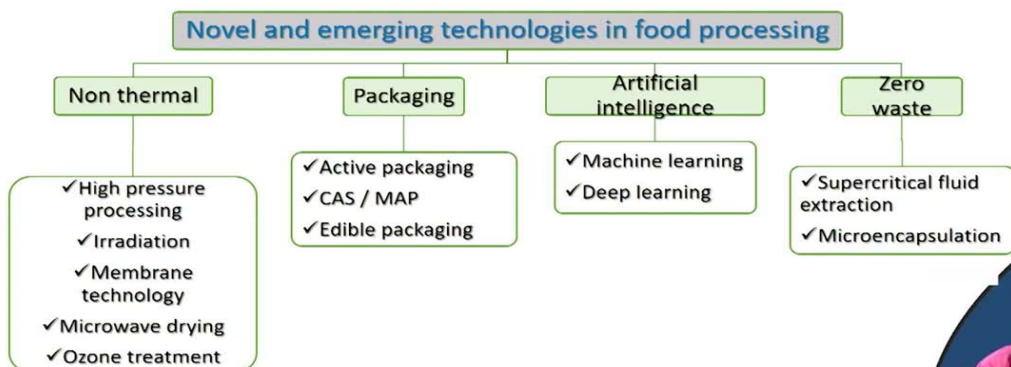 Novel and emerging technologies in food processing
Non thermal
✓High pressure
processing
✓Irradiation
✓Membrane
technology
✓Microwave drying
✓Ozone treatment
Packaging
✓Active packaging
✓CAS / MAP
✓Edible packaging
Artificial
intelligence
✓Machine learning
✓Deep learning
Zero
waste
✓Supercritical fluid
extraction
✓Microencapsulation